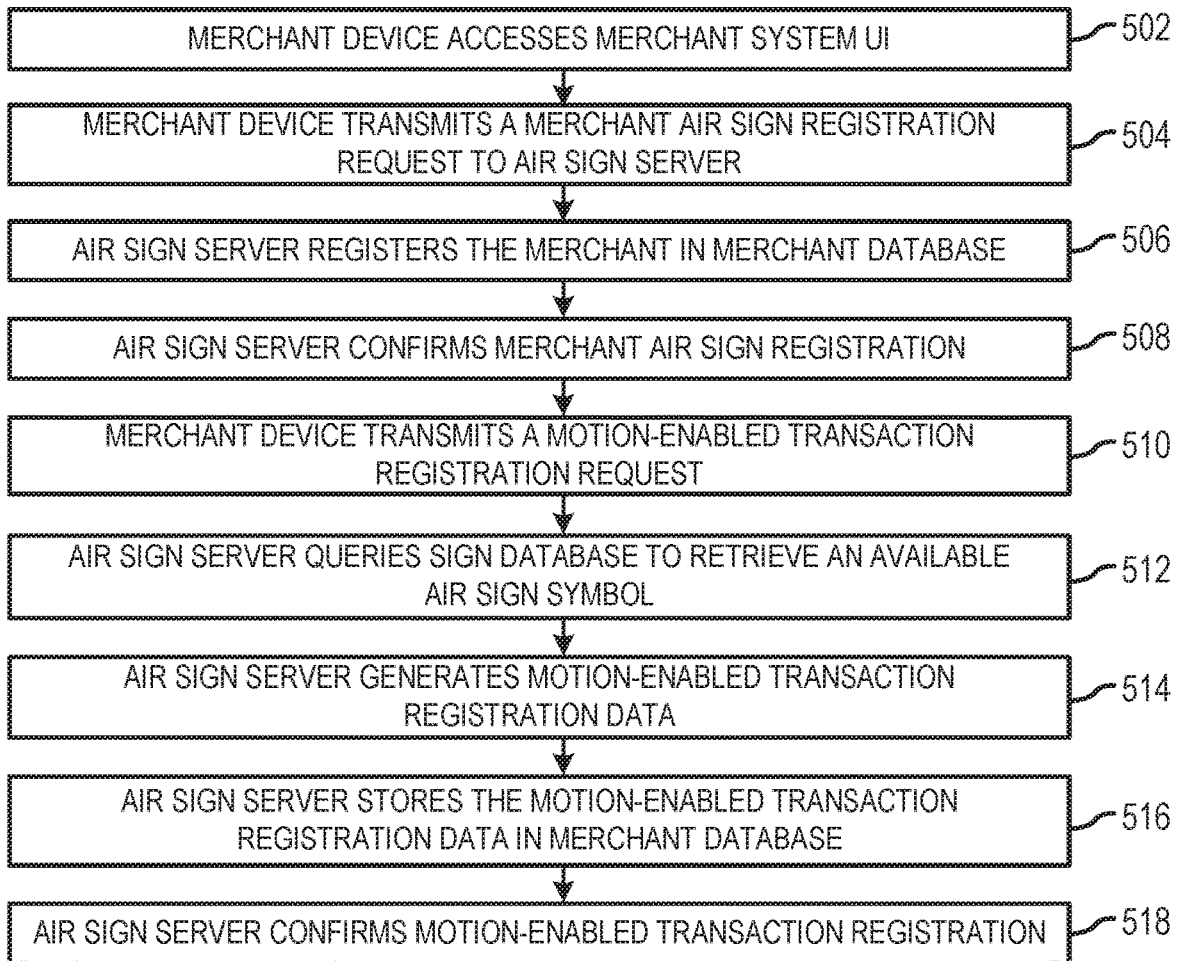 MERCHANT DEVICE ACCESSES MERCHANT SYSTEM UI
502
MERCHANT DEVICE TRANSMITS A MERCHANT AIR SIGN REGISTRATION
REQUEST TO AIR SIGN SERVER
504
AIR SIGN SERVER REGISTERS THE MERCHANT IN MERCHANT DATABASE
506
AIR SIGN SERVER CONFIRMS MERCHANT AIR SIGN REGISTRATION
508
MERCHANT DEVICE TRANSMITS A MOTION-ENABLED TRANSACTION
REGISTRATION REQUEST
510
AIR SIGN SERVER QUERIES SIGN DATABASE TO RETRIEVE AN AVAILABLE
AIR SIGN SYMBOL
512
AIR SIGN SERVER GENERATES MOTION-ENABLED TRANSACTION
REGISTRATION DATA
514
AIR SIGN SERVER STORES THE MOTION-ENABLED TRANSACTION
REGISTRATION DATA IN MERCHANT DATABASE
516
AIR SIGN SERVER CONFIRMS MOTION-ENABLED TRANSACTION REGISTRATION
518